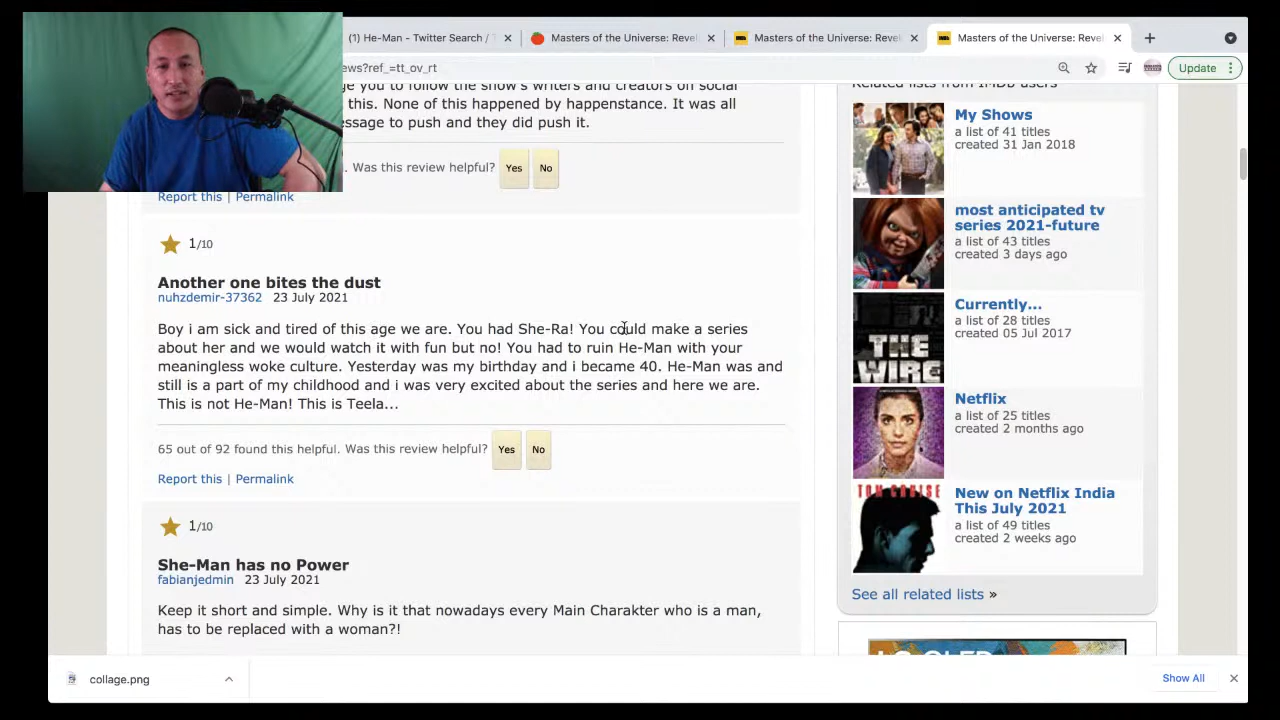 (1) He-Man - Twitter Search /
Masters of the Universe: Revel
Masters of the Universe: Revel
Masters of the Universe: Revel
ews?ref_=tt_ov_rt
Update
ge you to follow the show's writers and creators on social
this. None of this happened by happenstance. It was all
essage to push and they did push it.
. Was this review helpful? Yes No
Report this | Permalink
1/10
Another one bites the dust
nuhzdemir-37362 23 July 2021
Boy i am sick and tired of this age we are. You had She-Ra! You could make a series
about her and we would watch it with fun but no! You had to ruin He-Man with your
meaningless woke culture. Yesterday was my birthday and i became 40. He-Man was and
still is a part of my childhood and i was very excited about the series and here we are.
This is not He-Man! This is Teela...
65 out of 92 found this helpful. Was this review helpful? Yes No
Report this | Permalink
1/10
She-Man has no Power
fabianjedmin 23 July 2021
Keep it short and simple. Why is it that nowadays every Main Charakter who is a man,
has to be replaced with a woman?!
Related lists from IMDb users
My Shows
a list of 41 titles
created 31 Jan 2018
most anticipated tv
series 2021-future
a list of 43 titles
created 3 days ago
THE
WIRE
Currently...
a list of 28 titles
created 05 Jul 2017
Netflix
a list of 25 titles
created 2 months ago
TOM CRUISE
New on Netflix India
This July 2021
a list of 49 titles
created 2 weeks ago
See all related lists »
LG OLED
collage.png
Show All